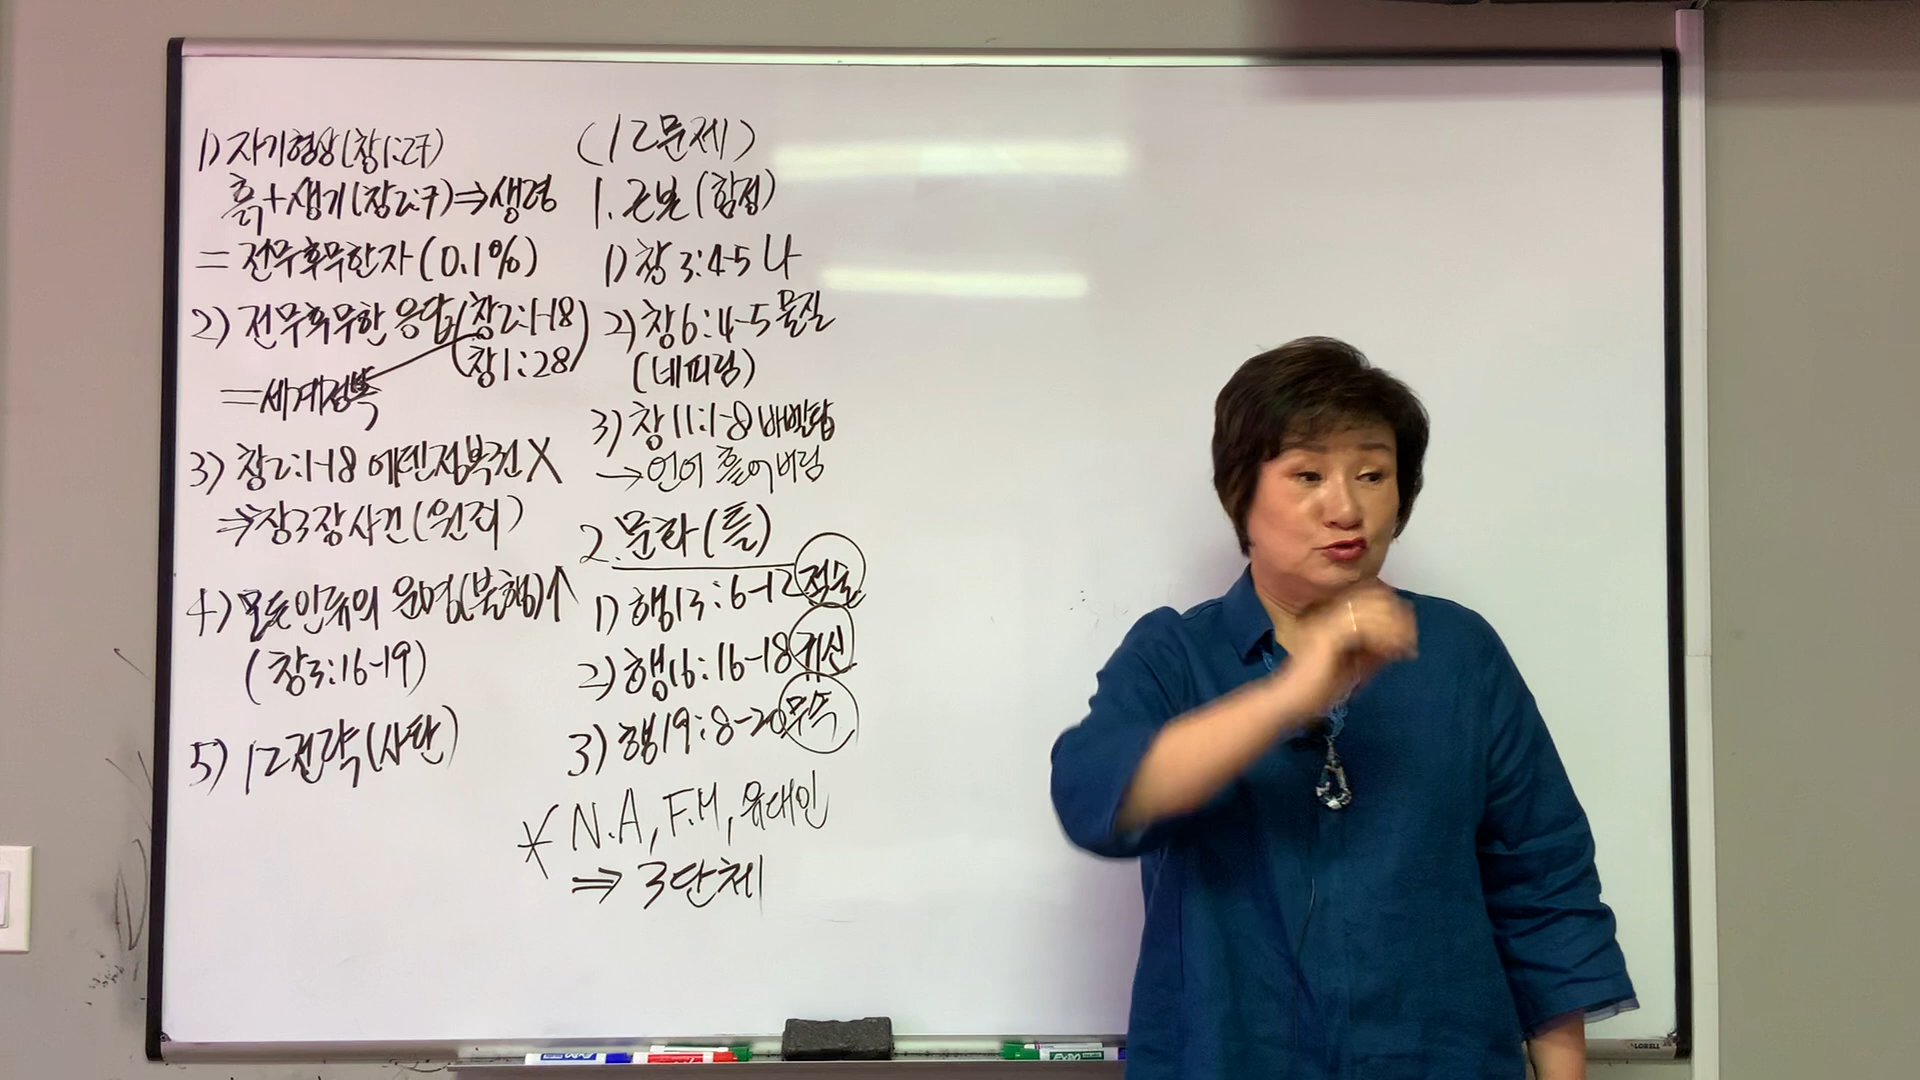 1) 자기형상(창1:27)
흙+생기(창2:7)⇒생령
= 전무후무한자(0.1%)
2) 전무후무한 응답(창2:1-18)
(창1:28)
=세계정복
3) 창2:1-18 에덴정복권X
⇒창3장사건(원죄)
4) 모든인류의 운명(불행)↑
(창3:16-19)
5) 12전략(사탄)
(12문제)
1. 근본(함정)
1) 창3:4-5 나
2) 창6:4-5 물질
(네피림)
3) 창11:1-8 바벨탑
→언어 흩어버림
2. 문화(틀)
1) 행13:6-12 점술
2) 행16:16-18 귀신
3) 행19:8-20 무속
* N.A, F.M, 유대인
⇒ 3단체
EXPO
LORELL